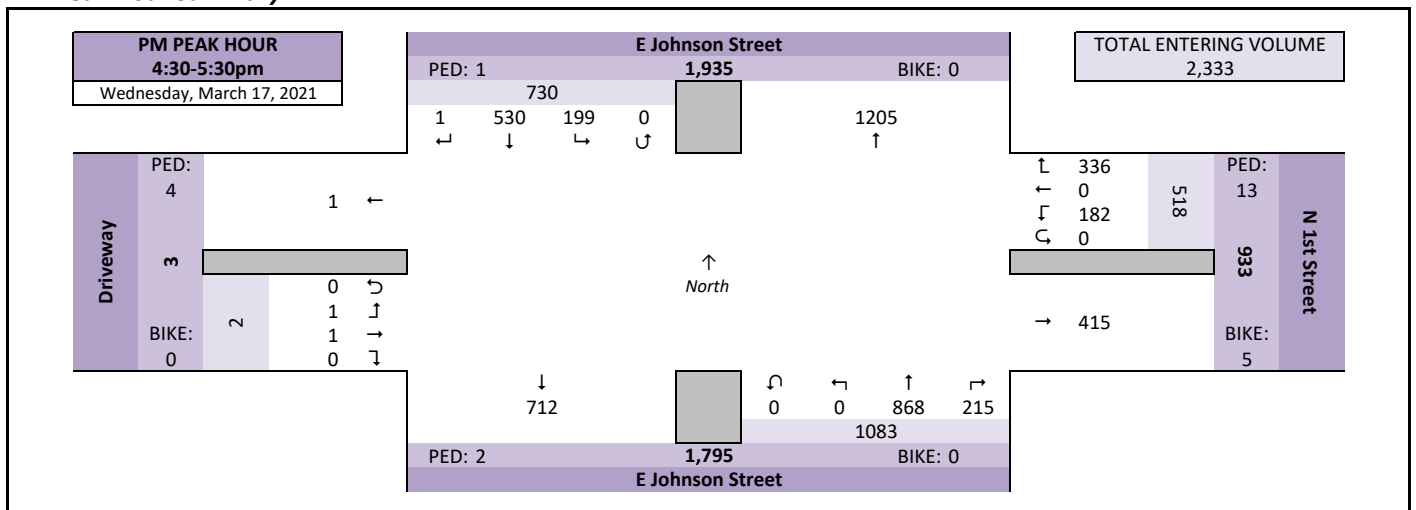 PM PEAK HOUR
4:30-5:30pm
Wednesday, March 17, 2021
E Johnson Street
PED: 1 1,935 BIKE: 0
730
1 530 199 0 1205
↵ ↓ ↳ ↺ ↑
TOTAL ENTERING VOLUME
2,333
Driveway
PED:
4
3
BIKE:
0
2
1 ←
0 ⮌
1 ↰
1 →
0 ↴
↑
North
↱ 336
← 0
↲ 182
⮎ 0
518
→ 415
PED:
13
933
BIKE:
5
N 1st Street
↓ ↶ ↰ ↑ ↱
712 0 0 868 215
1083
PED: 2 1,795 BIKE: 0
E Johnson Street